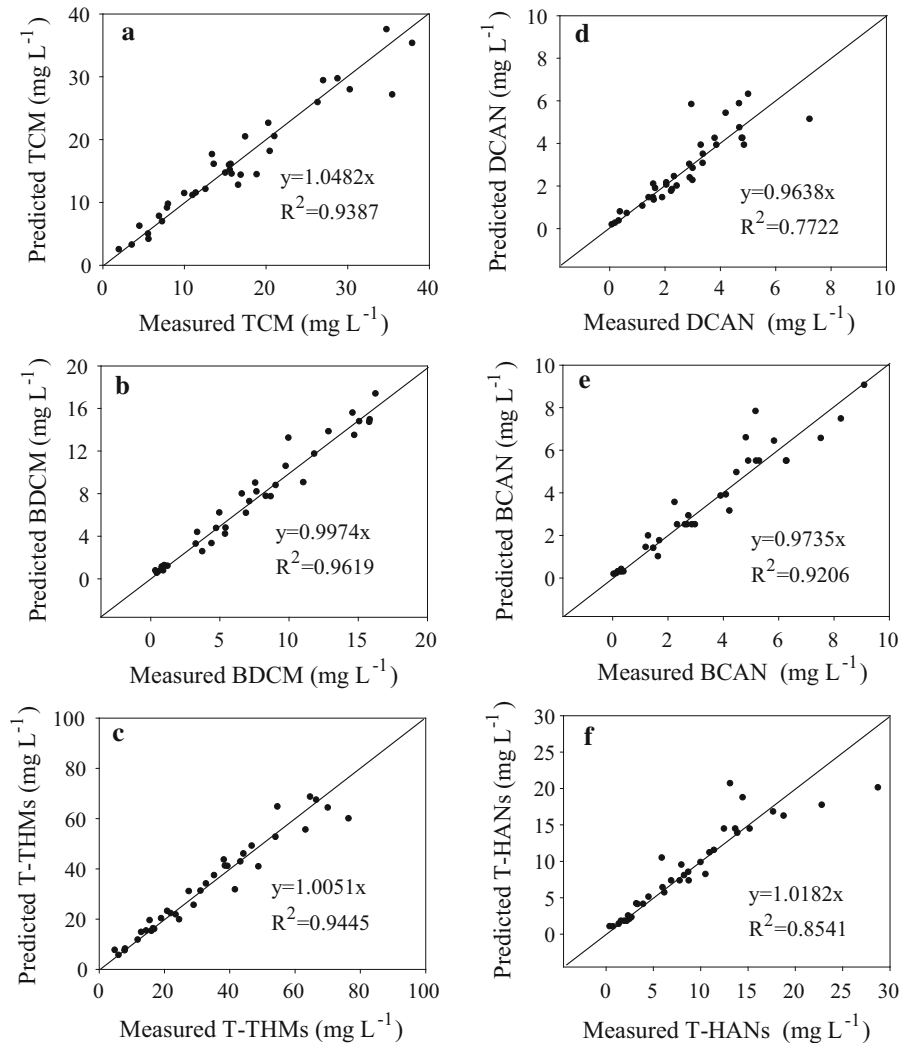 a
Predicted TCM (mg L⁻¹)
40
30
20
10
0
0 10 20 30 40
y=1.0482x
R²=0.9387
Measured TCM (mg L⁻¹)
d
Predicted DCAN (mg L⁻¹)
10
8
6
4
2
0
0 2 4 6 8 10
y=0.9638x
R²=0.7722
Measured DCAN (mg L⁻¹)
b
Predicted BDCM (mg L⁻¹)
20
16
12
8
4
0
0 5 10 15 20
y=0.9974x
R²=0.9619
Measured BDCM (mg L⁻¹)
e
Predicted BCAN (mg L⁻¹)
10
8
6
4
2
0
0 2 4 6 8 10
y=0.9735x
R²=0.9206
Measured BCAN (mg L⁻¹)
c
Predicted T-THMs (mg L⁻¹)
100
80
60
40
20
0
0 20 40 60 80 100
y=1.0051x
R²=0.9445
Measured T-THMs (mg L⁻¹)
f
Predicted T-HANs (mg L⁻¹)
30
25
20
15
10
5
0
0 5 10 15 20 25 30
y=1.0182x
R²=0.8541
Measured T-HANs (mg L⁻¹)